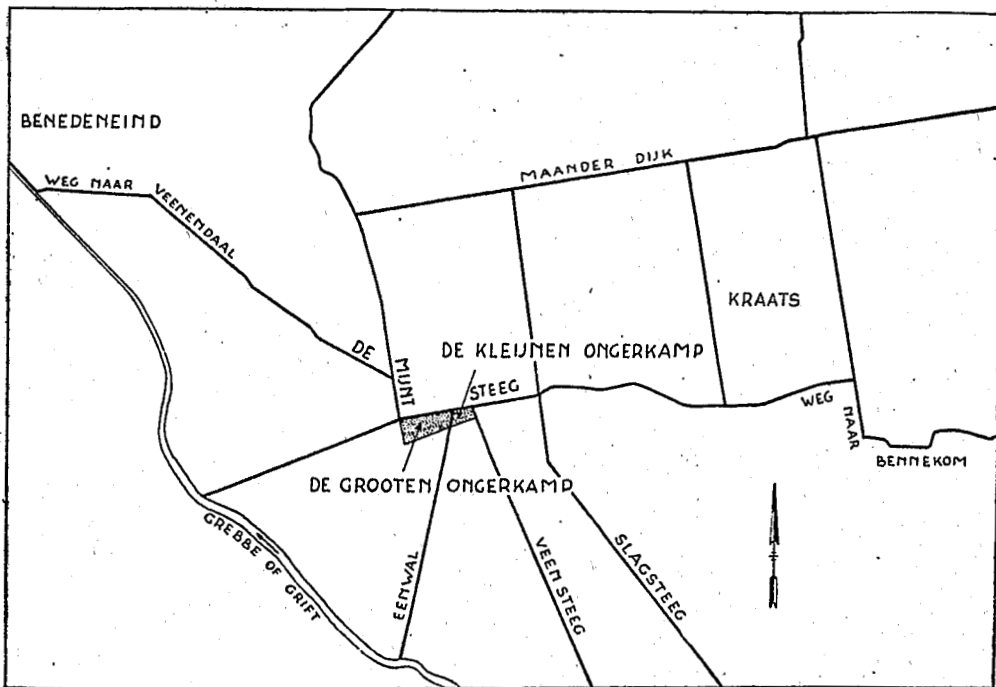 BENEDENEIND
WEG NAAR VEENENDAAL
MAANDER DIJK
KRAATS
DE MIJNT STEEG
DE KLEIJNEN ONGERKAMP
WEG NAAR BENNEKOM
DE GROOTEN ONGERKAMP
GREBBE OF GRIFT
EENWAL
VEEN STEEG
SLAGSTEEG